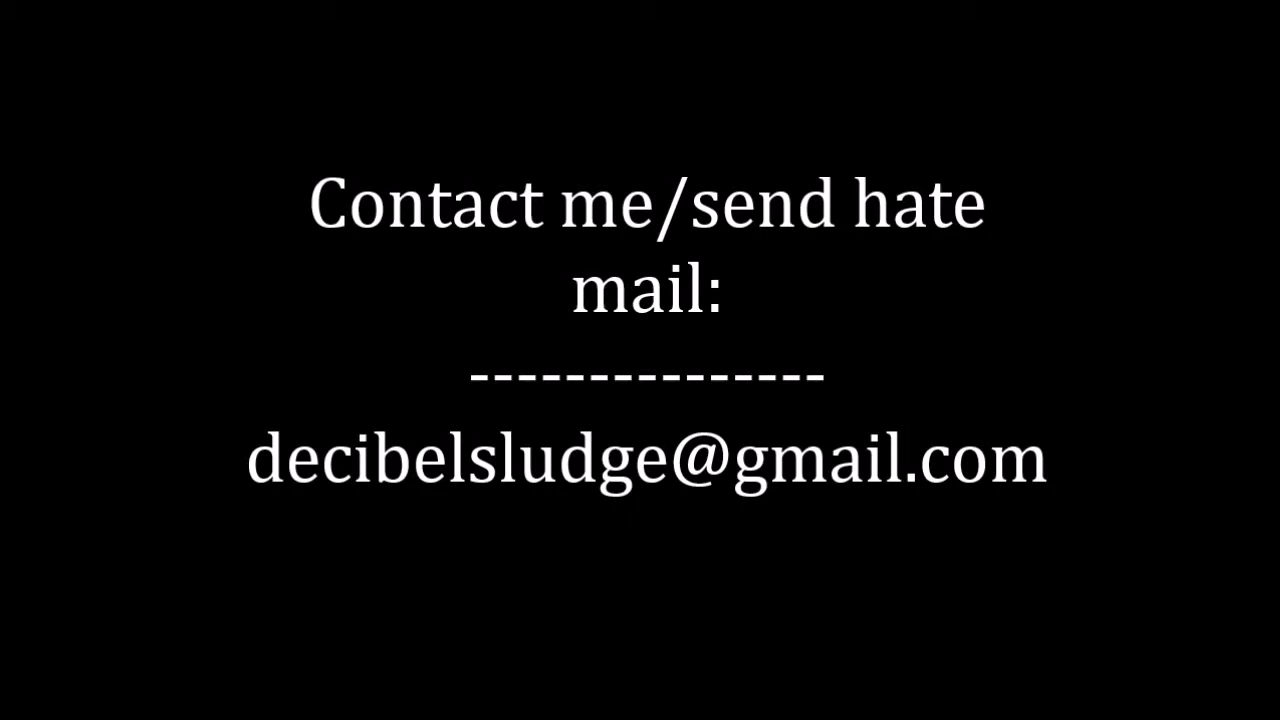 Contact me/send hate
mail:
---------------
decibelsludge@gmail.com